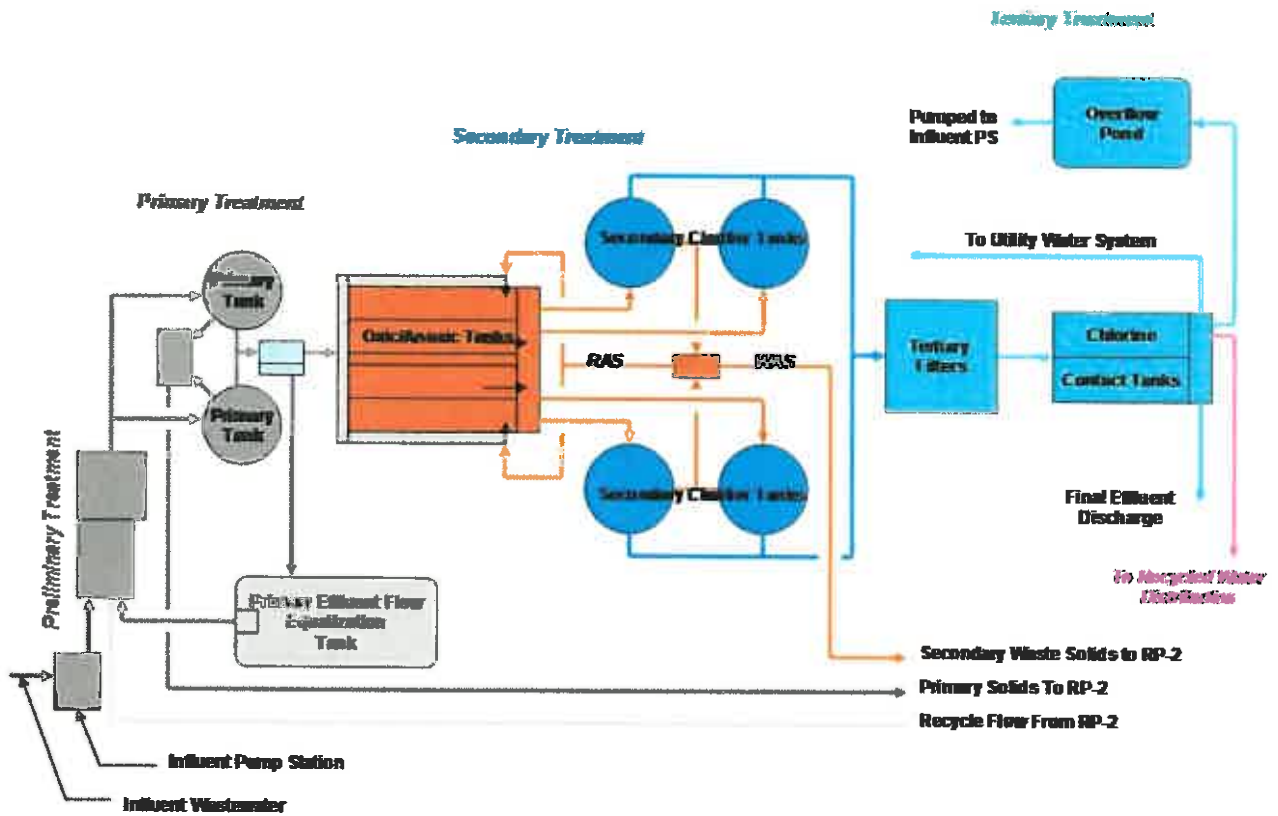 Tertiary Treatment
Overflow
Pond
Pumped to
Influent PS
Secondary Treatment
Primary Treatment
Secondary Clarifier Tanks
To Utility Water System
Primary
Tank
Oxic/Anoxic Tanks
Chlorine
Tertiary
Filters
RAS
WAS
Contact Tanks
Primary
Tank
Preliminary Treatment
Secondary Clarifier Tanks
Final Effluent
Discharge
To Recycled Water
Distribution
Primary Effluent Flow
Equalization
Tank
Secondary Waste Solids to RP-2
Primary Solids To RP-2
Recycle Flow From RP-2
Influent Pump Station
Influent Wastewater